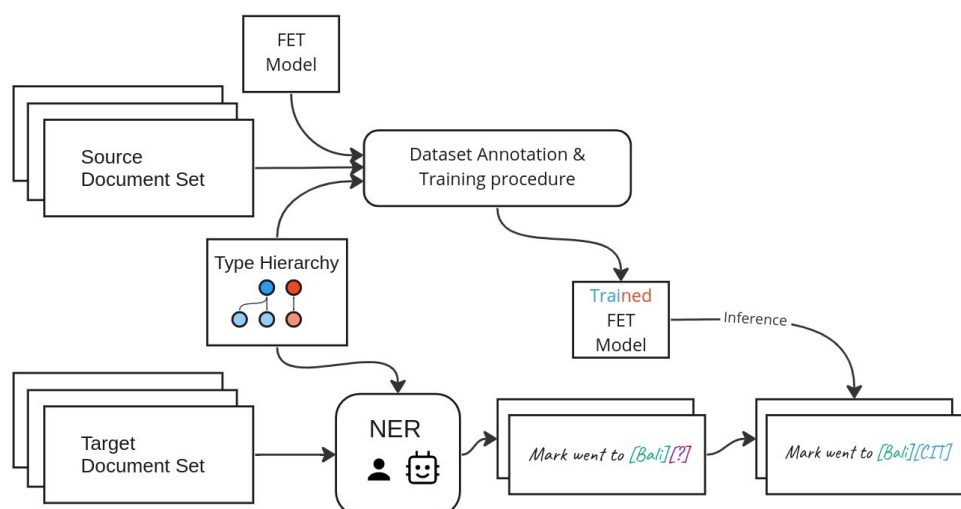 FET
Model
Source
Document Set
Dataset Annotation &
Training procedure
Type Hierarchy
Trained
FET
Model
Inference
Target
Document Set
NER
Mark went to [Bali][?]
Mark went to [Bali][CIT]